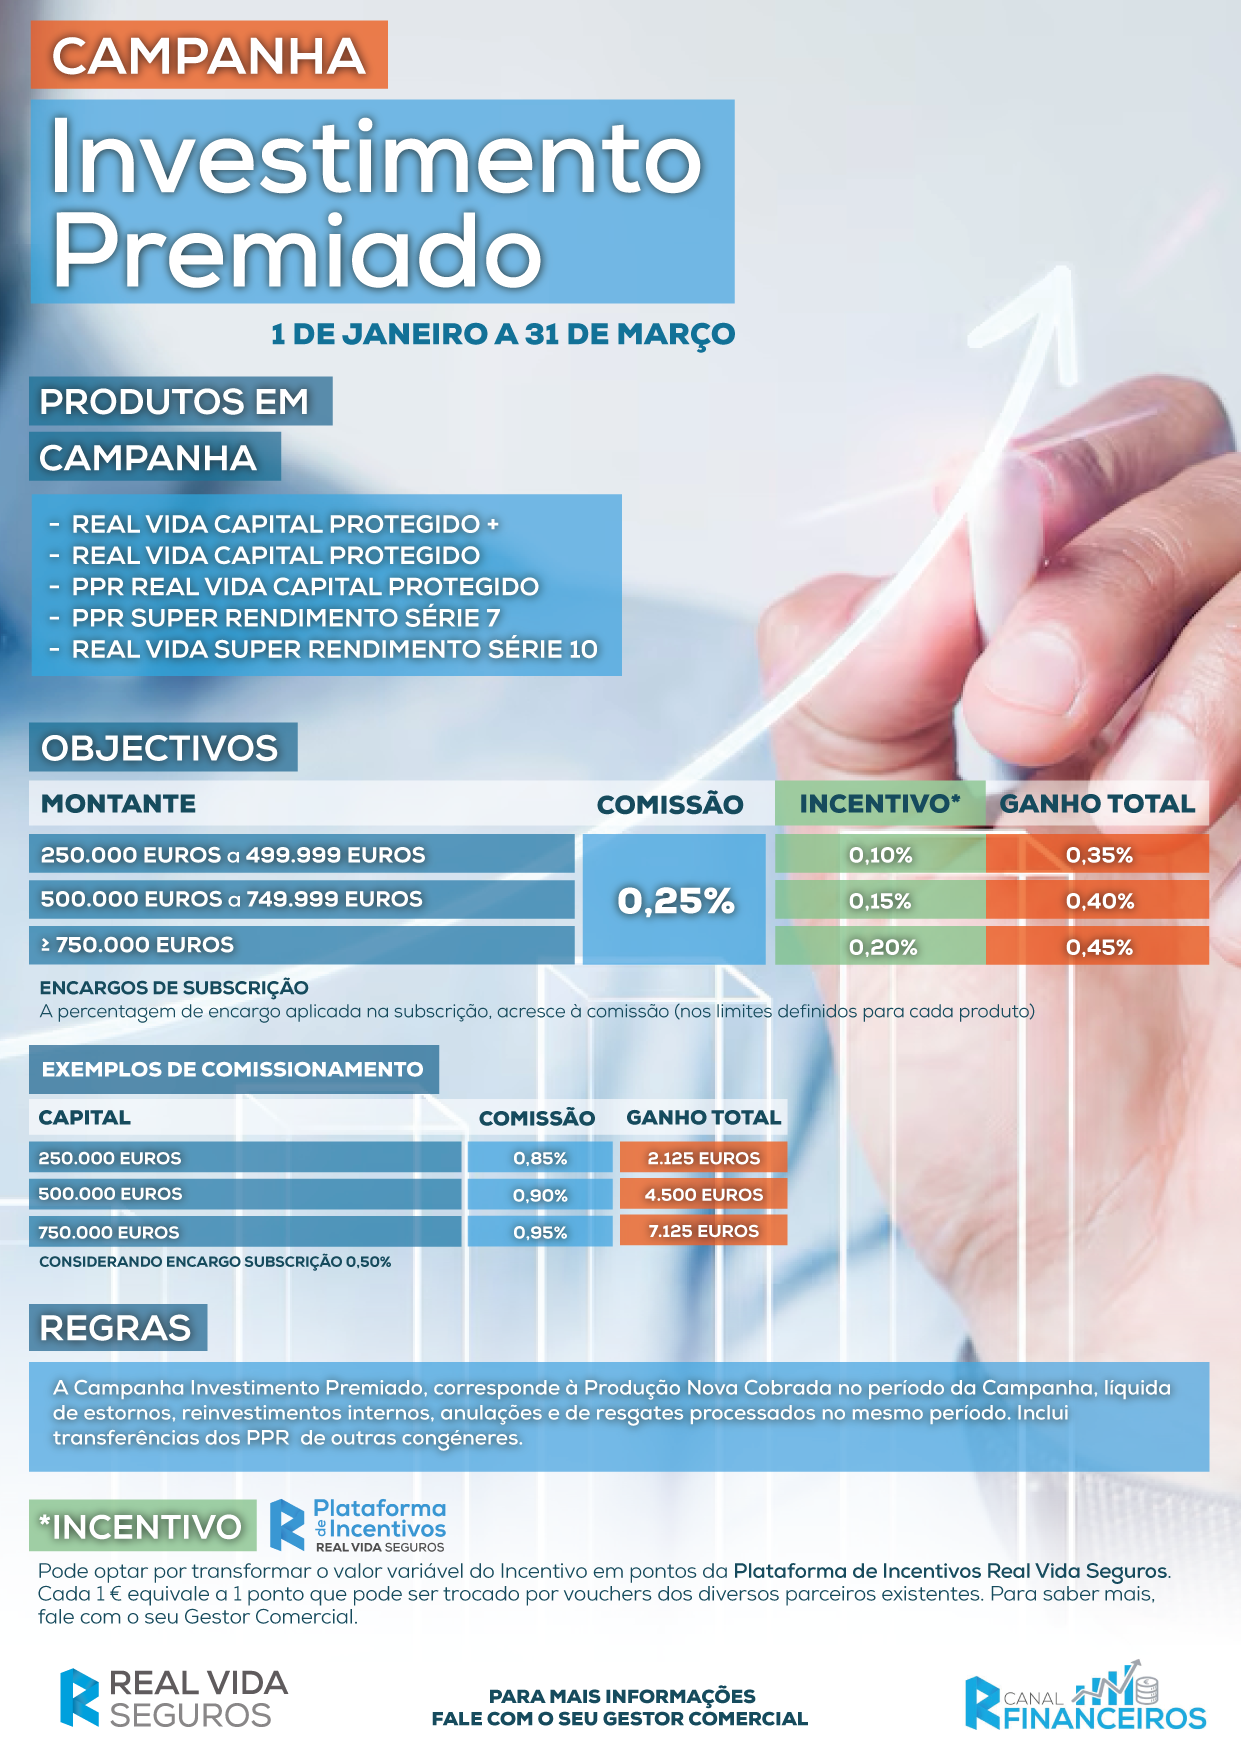 CAMPANHA
Investimento
Premiado
1 DE JANEIRO A 31 DE MARÇO
PRODUTOS EM
CAMPANHA
- REAL VIDA CAPITAL PROTEGIDO +
- REAL VIDA CAPITAL PROTEGIDO
- PPR REAL VIDA CAPITAL PROTEGIDO
- PPR SUPER RENDIMENTO SÉRIE 7
- REAL VIDA SUPER RENDIMENTO SÉRIE 10
OBJECTIVOS
MONTANTE COMISSÃO INCENTIVO* GANHO TOTAL
250.000 EUROS a 499.999 EUROS 0,10% 0,35%
500.000 EUROS a 749.999 EUROS 0,25% 0,15% 0,40%
≥ 750.000 EUROS 0,20% 0,45%
ENCARGOS DE SUBSCRIÇÃO
A percentagem de encargo aplicada na subscrição, acresce à comissão (nos limites definidos para cada produto)
EXEMPLOS DE COMISSIONAMENTO
CAPITAL COMISSÃO GANHO TOTAL
250.000 EUROS 0,85% 2.125 EUROS
500.000 EUROS 0,90% 4.500 EUROS
750.000 EUROS 0,95% 7.125 EUROS
CONSIDERANDO ENCARGO SUBSCRIÇÃO 0,50%
REGRAS
A Campanha Investimento Premiado, corresponde à Produção Nova Cobrada no período da Campanha, líquida
de estornos, reinvestimentos internos, anulações e de resgates processados no mesmo período. Inclui
transferências dos PPR de outras congéneres.
*INCENTIVO
Plataforma
de Incentivos
REAL VIDA SEGUROS
Pode optar por transformar o valor variável do Incentivo em pontos da Plataforma de Incentivos Real Vida Seguros.
Cada 1 € equivale a 1 ponto que pode ser trocado por vouchers dos diversos parceiros existentes. Para saber mais,
fale com o seu Gestor Comercial.
REAL VIDA
SEGUROS
PARA MAIS INFORMAÇÕES
FALE COM O SEU GESTOR COMERCIAL
CANAL
FINANCEIROS